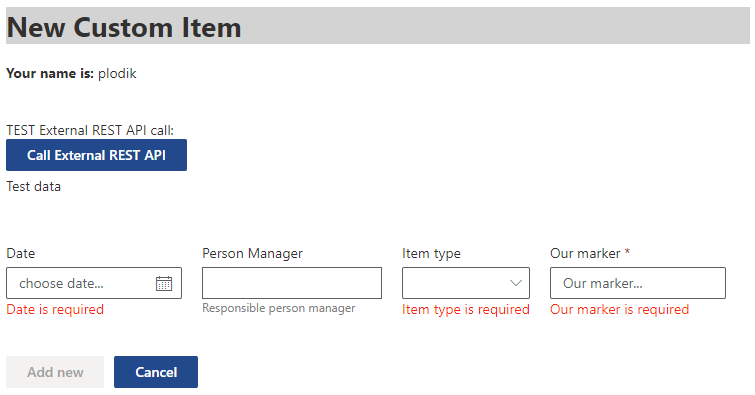 New Custom Item
Your name is: plodik
TEST External REST API call:
Call External REST API
Test data
Date Person Manager Item type Our marker *
choose date... Our marker...
Date is required Responsible person manager Item type is required Our marker is required
Add new Cancel